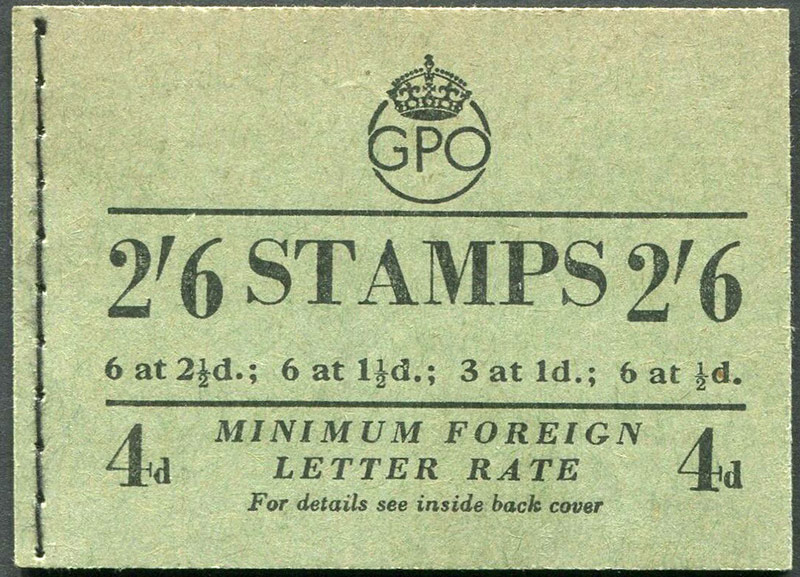 GPO
2'6 STAMPS 2'6
6 at 2½d.; 6 at 1½d.; 3 at 1d.; 6 at ½d.
4d MINIMUM FOREIGN 4d
LETTER RATE
For details see inside back cover